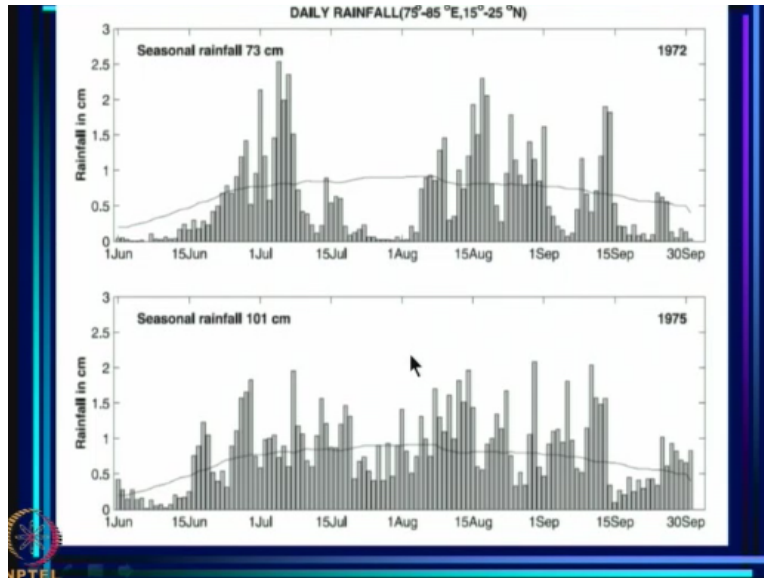 DAILY RAINFALL(75°-85 °E,15°-25 °N)
Seasonal rainfall 73 cm
1972
Rainfall in cm
3
2.5
2
1.5
1
0.5
0
1Jun 15Jun 1Jul 15Jul 1Aug 15Aug 1Sep 15Sep 30Sep
Seasonal rainfall 101 cm
1975
Rainfall in cm
3
2.5
2
1.5
1
0.5
0
1Jun 15Jun 1Jul 15Jul 1Aug 15Aug 1Sep 15Sep 30Sep
NPTEL